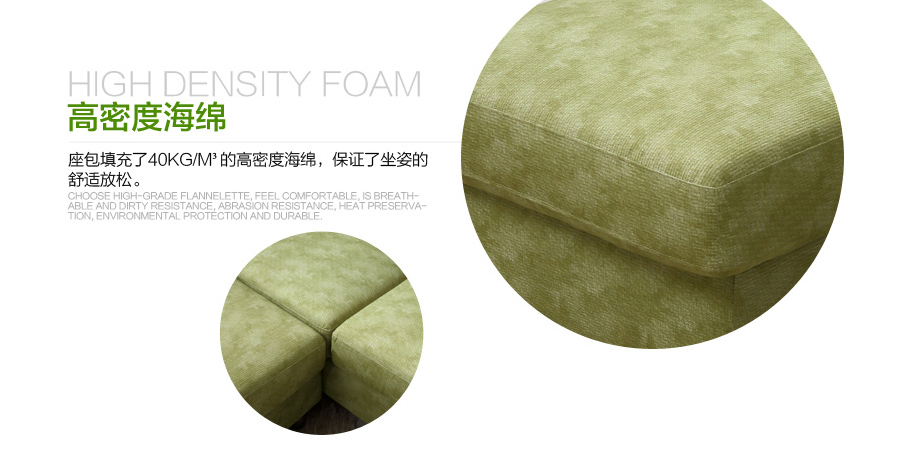 HIGH DENSITY FOAM
高密度海绵
座包填充了40KG/M³的高密度海绵，保证了坐姿的
舒适放松。
CHOOSE HIGH-GRADE FLANNELETTE, FEEL COMFORTABLE, IS BREATH-
ABLE AND DIRTY RESISTANCE, ABRASION RESISTANCE, HEAT PRESERVA-
TION, ENVIRONMENTAL PROTECTION AND DURABLE.